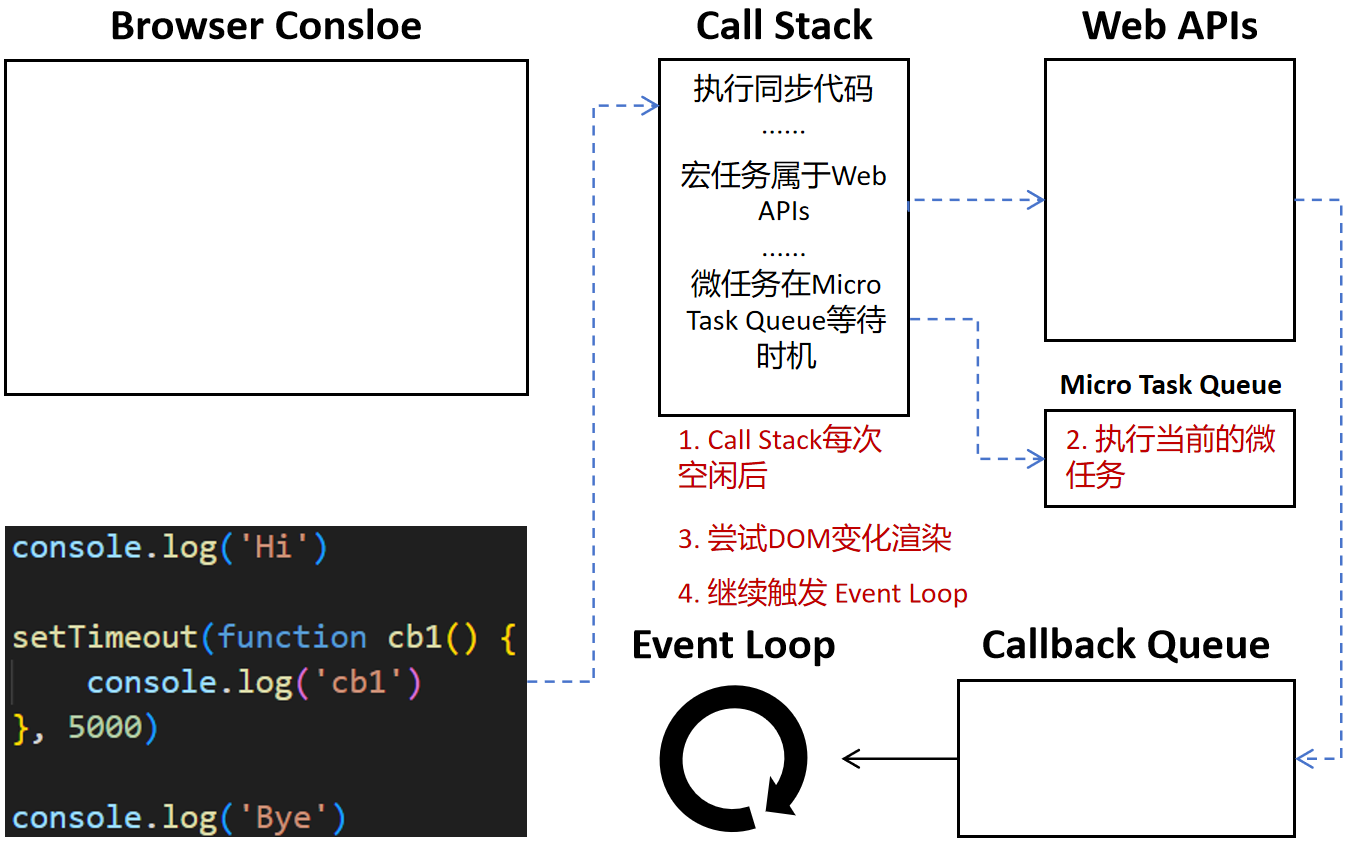 Browser Consloe
Call Stack
Web APIs
执行同步代码
......
宏任务属于Web
APIs
......
微任务在Micro
Task Queue等待
时机
Micro Task Queue
2. 执行当前的微
任务
1. Call Stack每次
空闲后
3. 尝试DOM变化渲染
4. 继续触发 Event Loop
console.log('Hi')
setTimeout(function cb1() {
    console.log('cb1')
}, 5000)
console.log('Bye')
Event Loop
Callback Queue